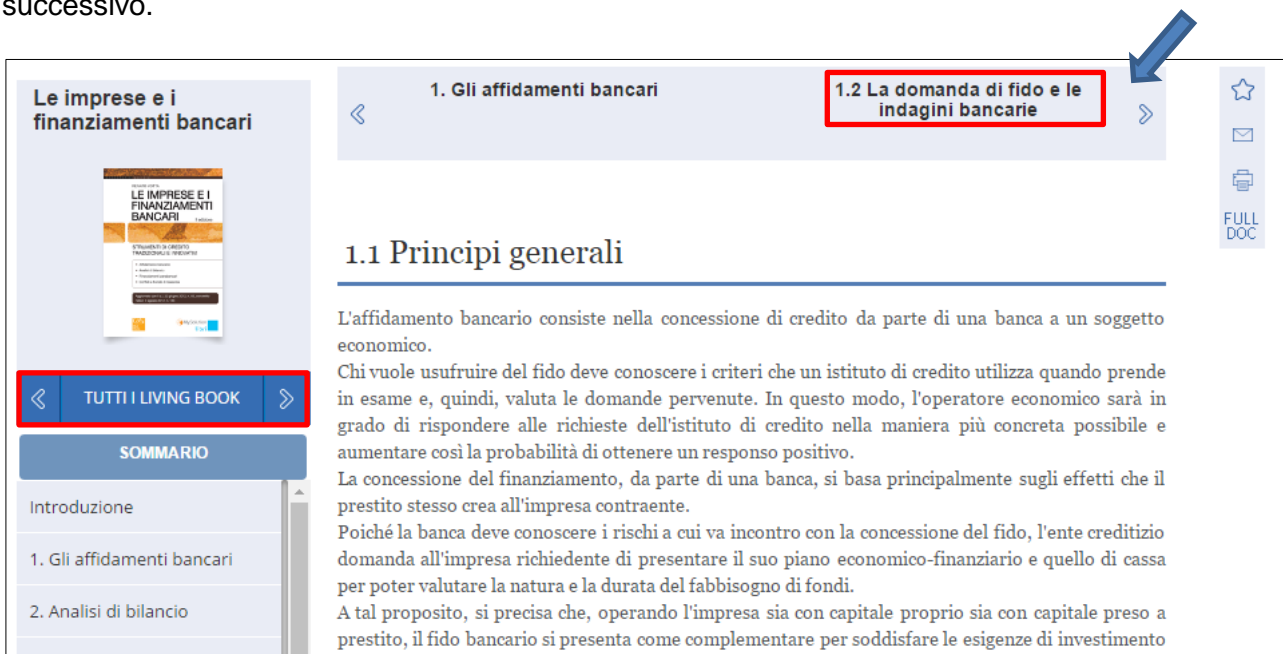 successivo.
Le imprese e i
finanziamenti bancari
LE IMPRESE E I
FINANZIAMENTI
BANCARI
TUTTI I LIVING BOOK
SOMMARIO
Introduzione
1. Gli affidamenti bancari
2. Analisi di bilancio
1. Gli affidamenti bancari
1.2 La domanda di fido e le
indagini bancarie
1.1 Principi generali
L'affidamento bancario consiste nella concessione di credito da parte di una banca a un soggetto
economico.
Chi vuole usufruire del fido deve conoscere i criteri che un istituto di credito utilizza quando prende
in esame e, quindi, valuta le domande pervenute. In questo modo, l'operatore economico sarà in
grado di rispondere alle richieste dell'istituto di credito nella maniera più concreta possibile e
aumentare così la probabilità di ottenere un responso positivo.
La concessione del finanziamento, da parte di una banca, si basa principalmente sugli effetti che il
prestito stesso crea all'impresa contraente.
Poiché la banca deve conoscere i rischi a cui va incontro con la concessione del fido, l'ente creditizio
domanda all'impresa richiedente di presentare il suo piano economico-finanziario e quello di cassa
per poter valutare la natura e la durata del fabbisogno di fondi.
A tal proposito, si precisa che, operando l'impresa sia con capitale proprio sia con capitale preso a
prestito, il fido bancario si presenta come complementare per soddisfare le esigenze di investimento
FULL
DOC